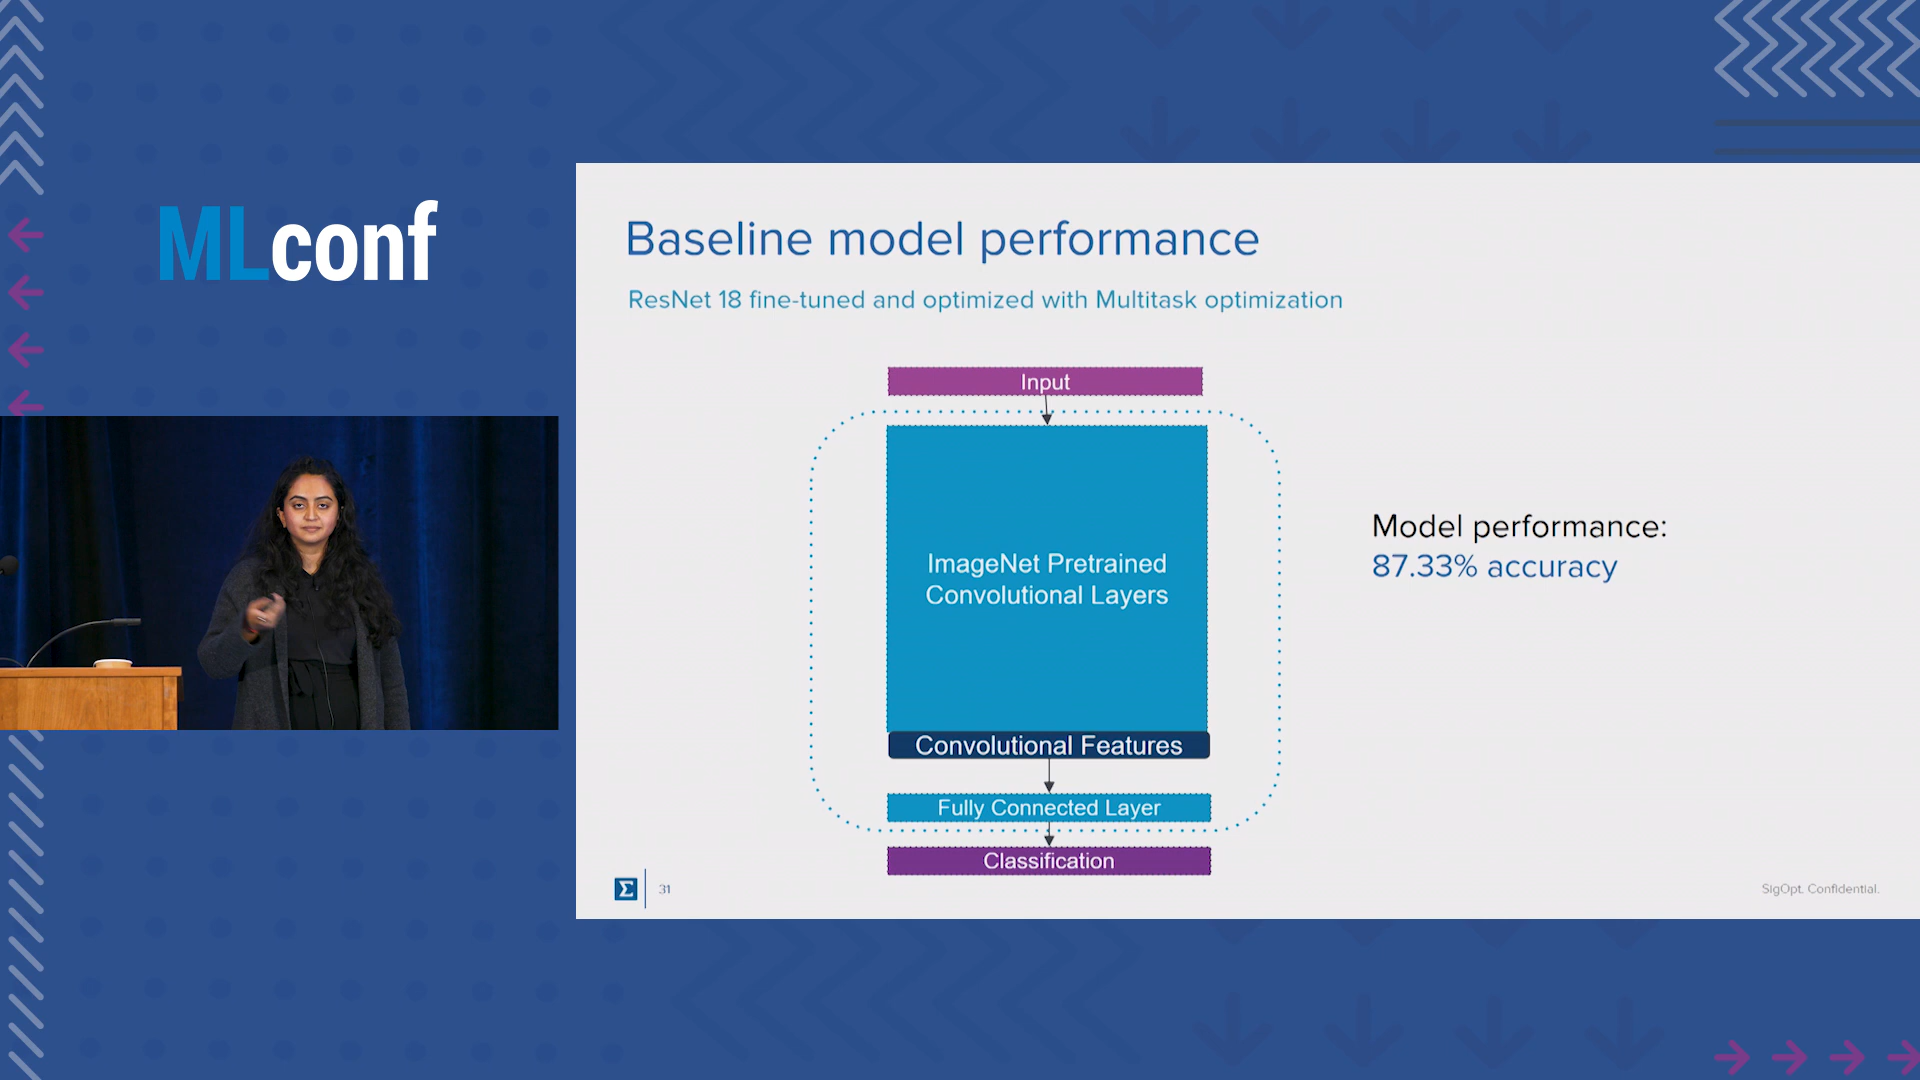 MLconf
Baseline model performance
ResNet 18 fine-tuned and optimized with Multitask optimization
Input
ImageNet Pretrained
Convolutional Layers
Convolutional Features
Fully Connected Layer
Classification
Model performance:
87.33% accuracy
Σ
31
SigOpt. Confidential.